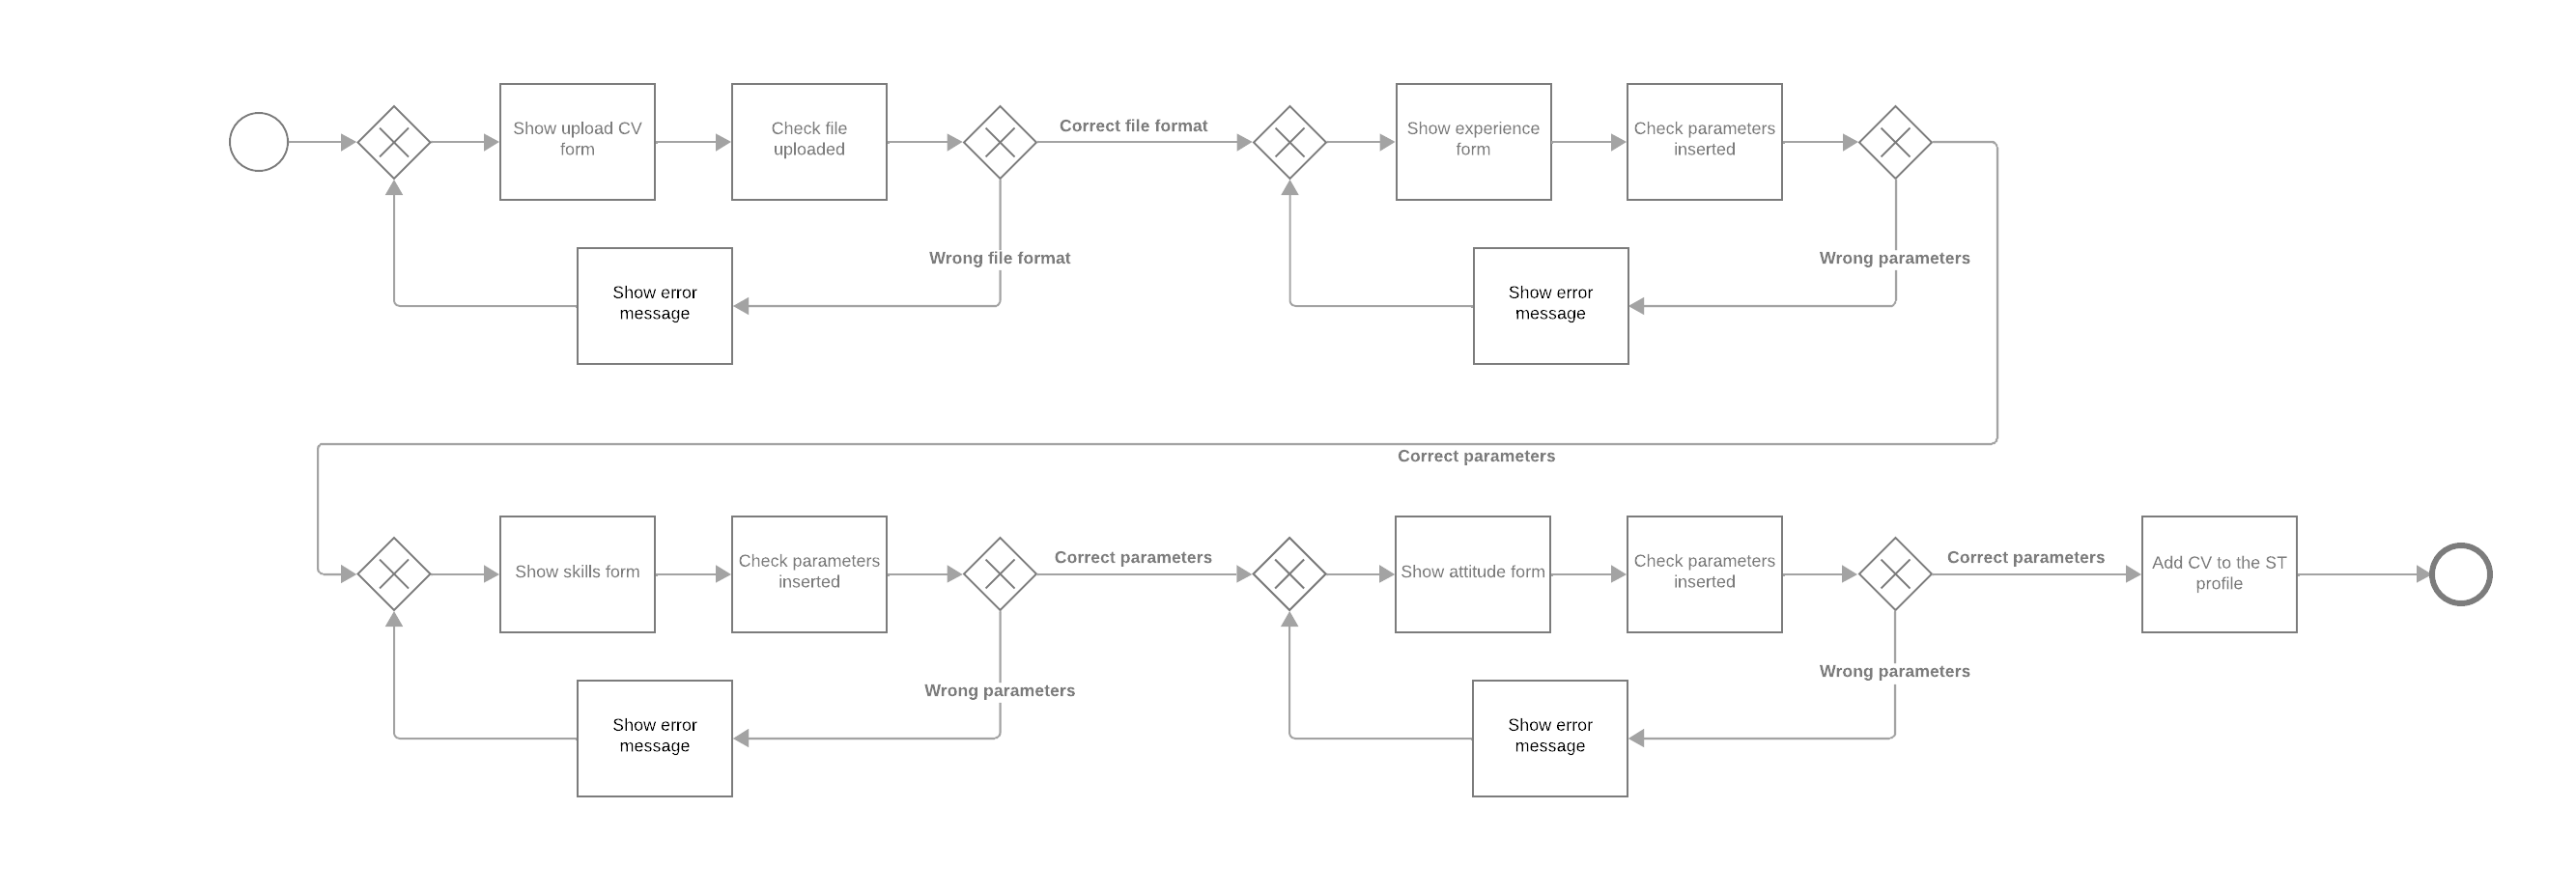 Show upload CV
form
Check file
uploaded
Correct file format
Show experience
form
Check parameters
inserted
Wrong file format
Wrong parameters
Show error
message
Show error
message
Correct parameters
Show skills form
Check parameters
inserted
Correct parameters
Show attitude form
Check parameters
inserted
Correct parameters
Add CV to the ST
profile
Wrong parameters
Wrong parameters
Show error
message
Show error
message